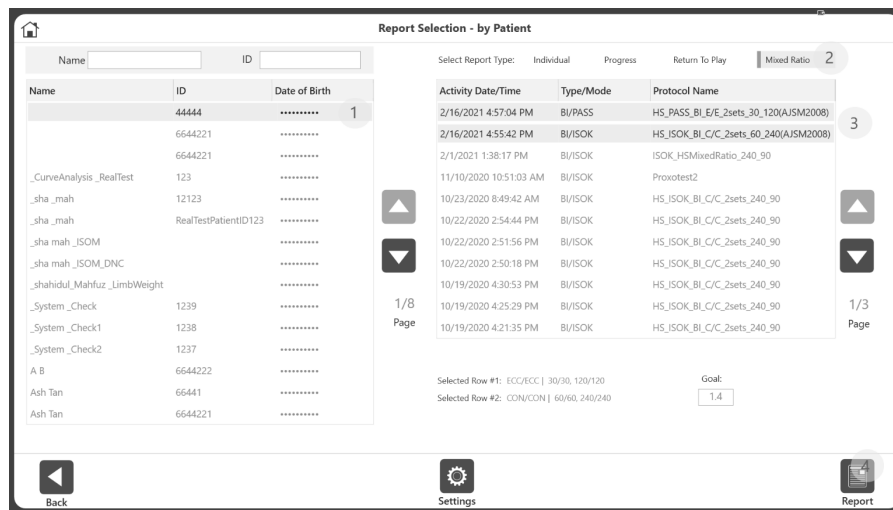 Report Selection - by Patient
Name ID
Select Report Type: Individual Progress Return To Play Mixed Ratio 2
Name ID Date of Birth
44444 •••••••••• 1
6644221 ••••••••••
6644221 ••••••••••
_CurveAnalysis _RealTest 123 ••••••••••
_sha _mah 12123 ••••••••••
_sha _mah RealTestPatientID123 ••••••••••
_sha mah _ISOM ••••••••••
_sha mah _ISOM_DNC ••••••••••
_shahidul_Mahfuz _LimbWeight ••••••••••
_System _Check 1239 ••••••••••
_System _Check1 1238 ••••••••••
_System _Check2 1237 ••••••••••
A B 6644222 ••••••••••
Ash Tan 66441 ••••••••••
Ash Tan 6644221 ••••••••••
1/8
Page
Activity Date/Time Type/Mode Protocol Name
2/16/2021 4:57:04 PM BI/PASS HS_PASS_BI_E/E_2sets_30_120(AJSM2008)
2/16/2021 4:55:42 PM BI/ISOK HS_ISOK_BI_C/C_2sets_60_240(AJSM2008)
3
2/1/2021 1:38:17 PM BI/ISOK ISOK_HSMixedRatio_240_90
11/10/2020 10:51:03 AM BI/ISOK Proxotest2
10/23/2020 8:49:42 AM BI/ISOK HS_ISOK_BI_C/C_2sets_240_90
10/22/2020 2:54:44 PM BI/ISOK HS_ISOK_BI_C/C_2sets_240_90
10/22/2020 2:51:56 PM BI/ISOK HS_ISOK_BI_C/C_2sets_240_90
10/22/2020 2:50:18 PM BI/ISOK HS_ISOK_BI_C/C_2sets_240_90
10/19/2020 4:30:53 PM BI/ISOK HS_ISOK_BI_C/C_2sets_240_90
10/19/2020 4:25:29 PM BI/ISOK HS_ISOK_BI_C/C_2sets_240_90
10/19/2020 4:21:35 PM BI/ISOK HS_ISOK_BI_C/C_2sets_240_90
1/3
Page
Selected Row #1: ECC/ECC | 30/30, 120/120
Selected Row #2: CON/CON | 60/60, 240/240
Goal:
1.4
Back
Settings
4
Report